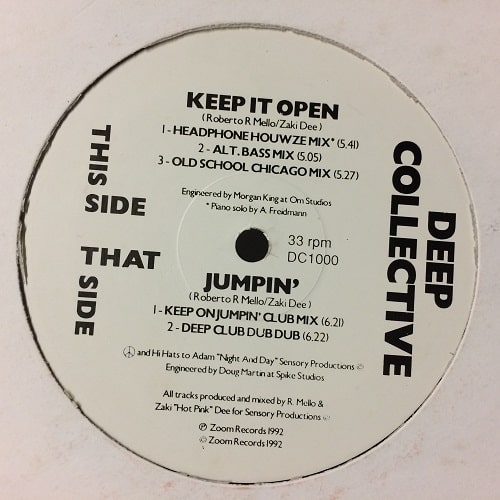 KEEP IT OPEN
( Roberto R Mello/Zaki Dee )
1 - HEADPHONE HOUWZE MIX* (5.41)
2 - ALT. BASS MIX (5.05)
3 - OLD SCHOOL CHICAGO MIX (5.27)
Engineered by Morgan King at Om Studios
* Piano solo by A. Freidmann
THIS
SIDE
THAT
SIDE
DEEP
COLLECTIVE
33 rpm
DC1000
JUMPIN'
( Roberto R Mello/Zaki Dee )
1 - KEEP ON JUMPIN' CLUB MIX (6.21)
2 - DEEP CLUB DUB DUB (6.22)
☮ and Hi Hats to Adam "Night And Day" Sensory Productions ©
Engineered by Doug Martin at Spike Studios
All tracks produced and mixed by R. Mello &
Zaki "Hot Pink" Dee for Sensory Productions ©
℗ Zoom Records 1992
© Zoom Records 1992